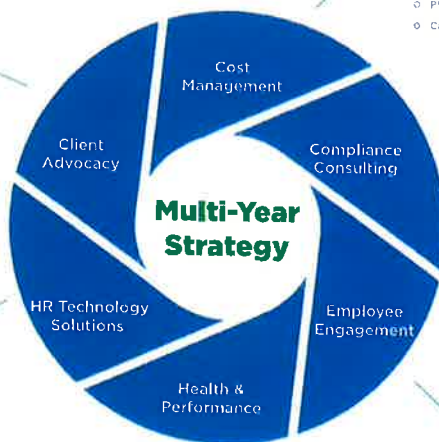 Cost
Management
Client
Advocacy
Compliance
Consulting
Multi-Year
Strategy
HR Technology
Solutions
Employee
Engagement
Health &
Performance